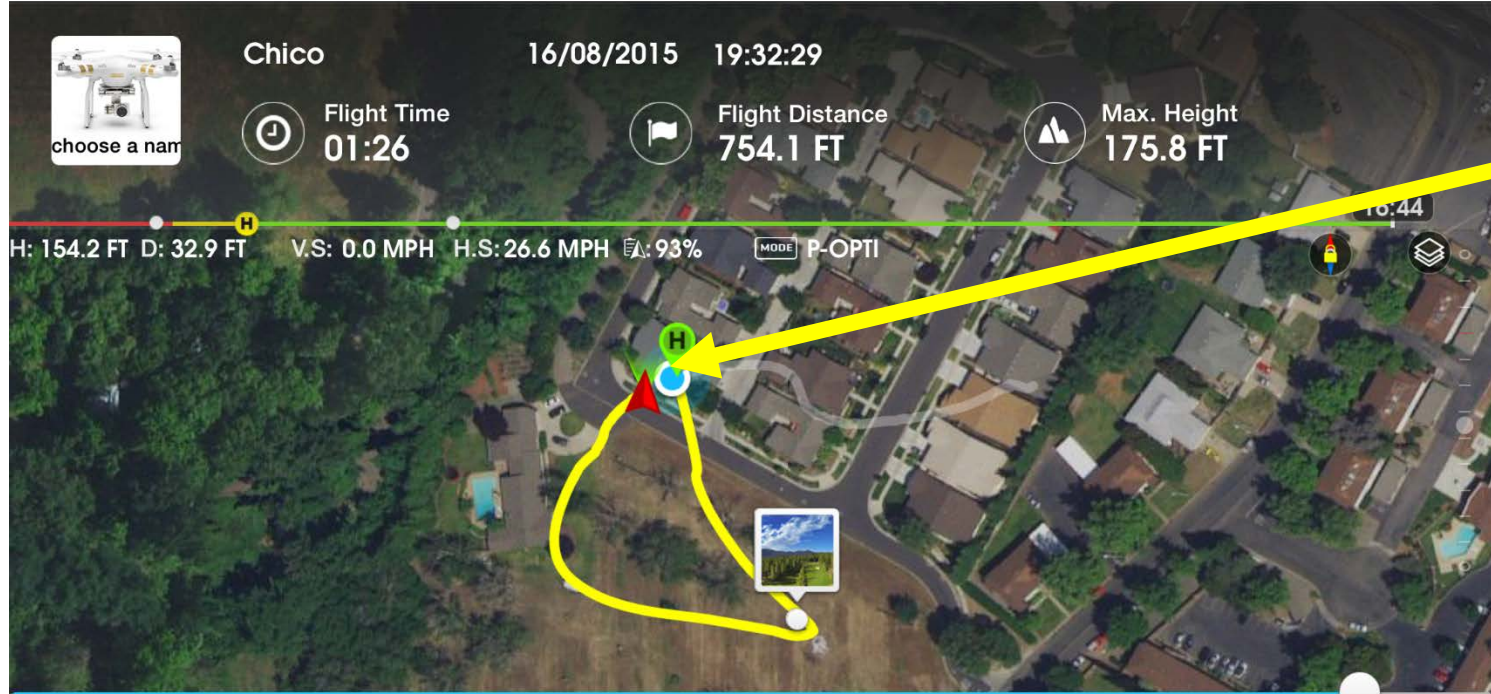 Chico 16/08/2015 19:32:29
choose a nam
Flight Time
01:26
Flight Distance
754.1 FT
Max. Height
175.8 FT
H
16:44
H: 154.2 FT D: 32.9 FT V.S: 0.0 MPH H.S: 26.6 MPH 93% MODE P-OPTI
H